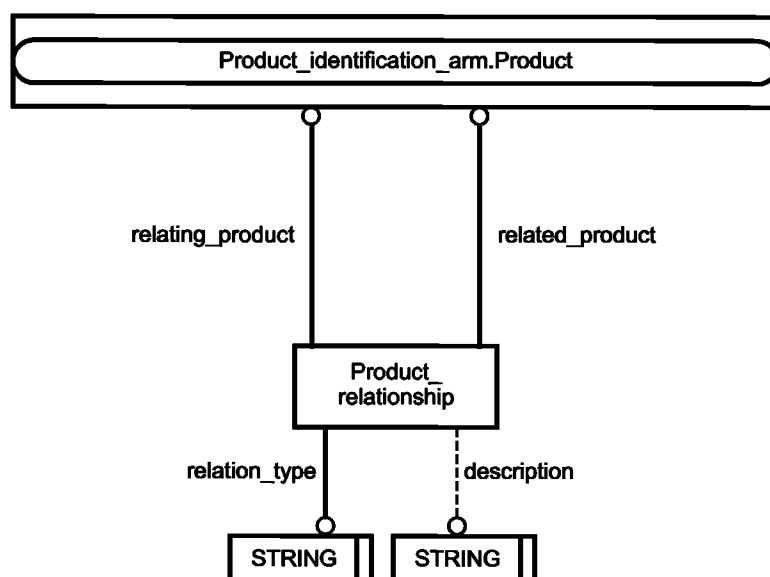 Product_identification_arm.Product
relating_product
related_product
Product_
relationship
relation_type
description
STRING
STRING